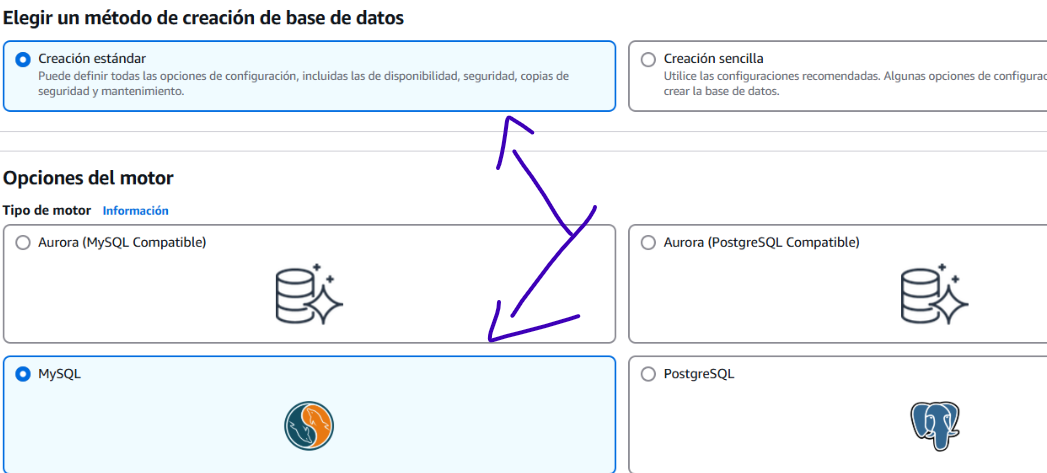 Elegir un método de creación de base de datos
Creación estándar
Puede definir todas las opciones de configuración, incluidas las de disponibilidad, seguridad, copias de
seguridad y mantenimiento.
Creación sencilla
Utilice las configuraciones recomendadas. Algunas opciones de
crear la base de datos.
Opciones del motor
Tipo de motor Información
Aurora (MySQL Compatible)
Aurora (PostgreSQL Compatible)
MySQL
PostgreSQL